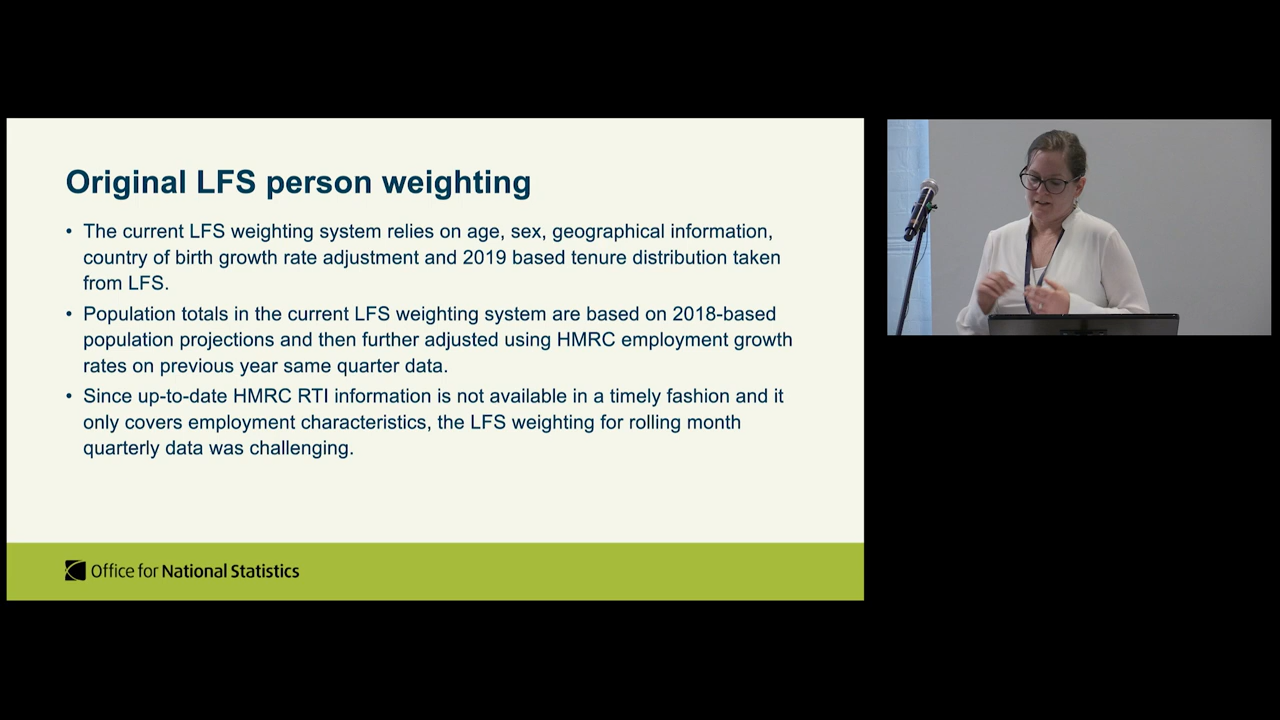 Original LFS person weighting
• The current LFS weighting system relies on age, sex, geographical information,
country of birth growth rate adjustment and 2019 based tenure distribution taken
from LFS.
• Population totals in the current LFS weighting system are based on 2018-based
population projections and then further adjusted using HMRC employment growth
rates on previous year same quarter data.
• Since up-to-date HMRC RTI information is not available in a timely fashion and it
only covers employment characteristics, the LFS weighting for rolling month
quarterly data was challenging.
Office for National Statistics